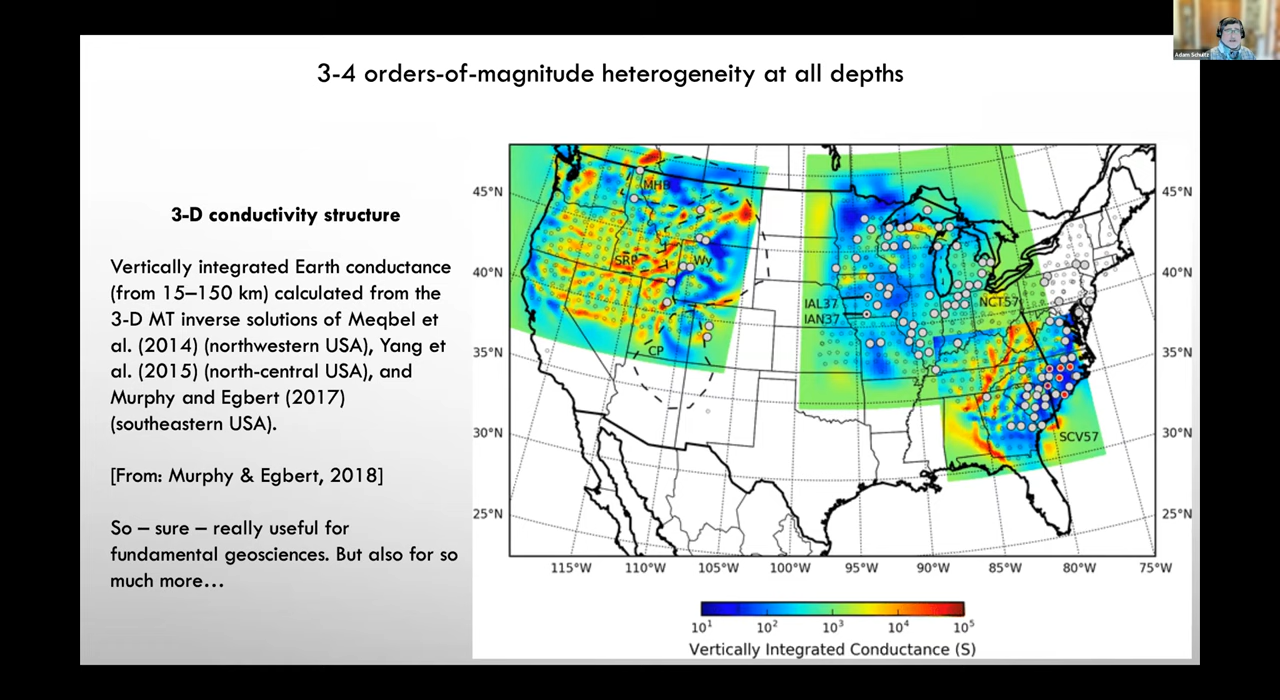 Adam Schultz
3-4 orders-of-magnitude heterogeneity at all depths
3-D conductivity structure
Vertically integrated Earth conductance
(from 15–150 km) calculated from the
3-D MT inverse solutions of Meqbel et
al. (2014) (northwestern USA), Yang et
al. (2015) (north-central USA), and
Murphy and Egbert (2017)
(southeastern USA).
[From: Murphy & Egbert, 2018]
So – sure – really useful for
fundamental geosciences. But also for so
much more…
45°N
40°N
35°N
30°N
25°N
MHB
SRP
Wy
CP
IAL37
IAN37
NCT57
SCV57
45°N
40°N
35°N
30°N
25°N
115°W 110°W 105°W 100°W 95°W 90°W 85°W 80°W 75°W
10¹ 10² 10³ 10⁴ 10⁵
Vertically Integrated Conductance (S)